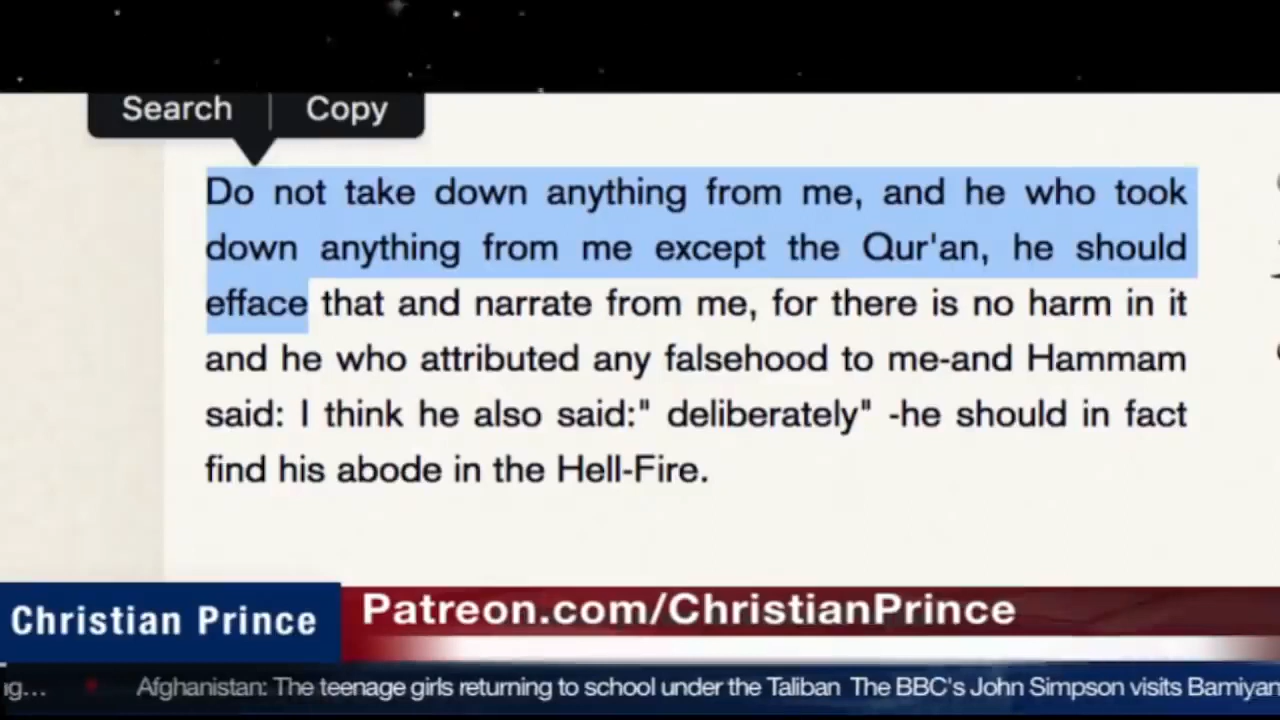 Search | Copy
Do not take down anything from me, and he who took
down anything from me except the Qur'an, he should
efface that and narrate from me, for there is no harm in it
and he who attributed any falsehood to me-and Hammam
said: I think he also said:" deliberately" -he should in fact
find his abode in the Hell-Fire.
Christian Prince
Patreon.com/ChristianPrince
Afghanistan: The teenage girls returning to school under the Taliban The BBC's John Simpson visits Bamiyan